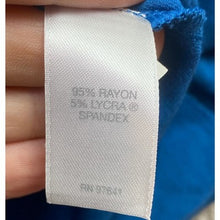 95% RAYON
5% LYCRA ®
SPANDEX
RN 97641